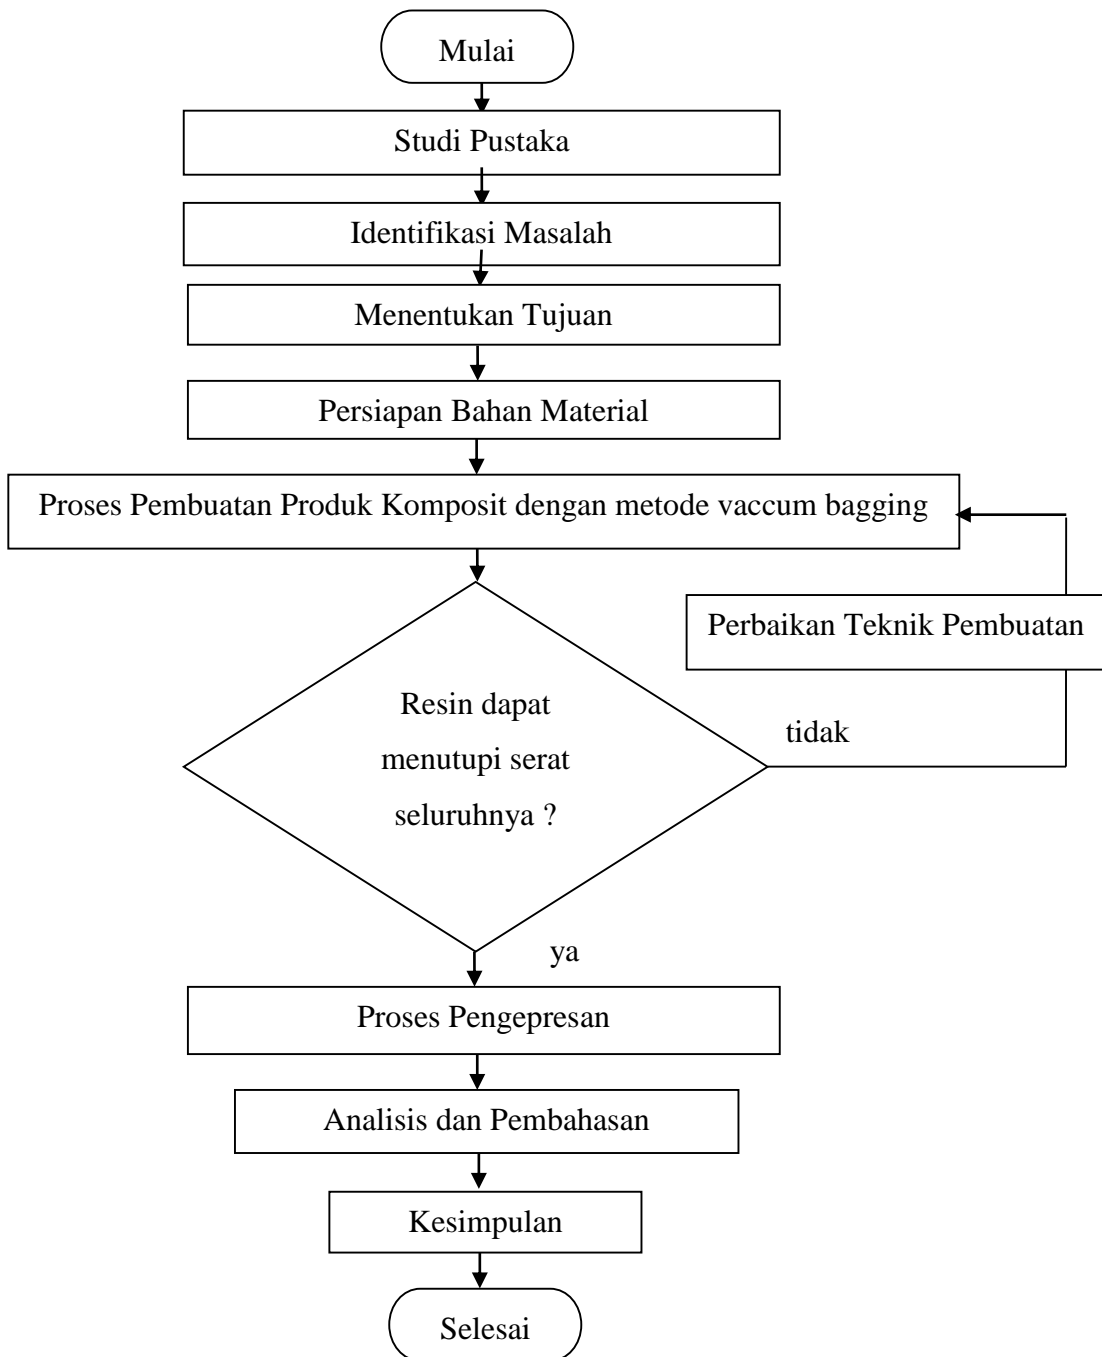 Mulai
Studi Pustaka
Identifikasi Masalah
Menentukan Tujuan
Persiapan Bahan Material
Proses Pembuatan Produk Komposit dengan metode vaccum bagging
Perbaikan Teknik Pembuatan
Resin dapat
menutupi serat
seluruhnya ?
tidak
ya
Proses Pengepresan
Analisis dan Pembahasan
Kesimpulan
Selesai